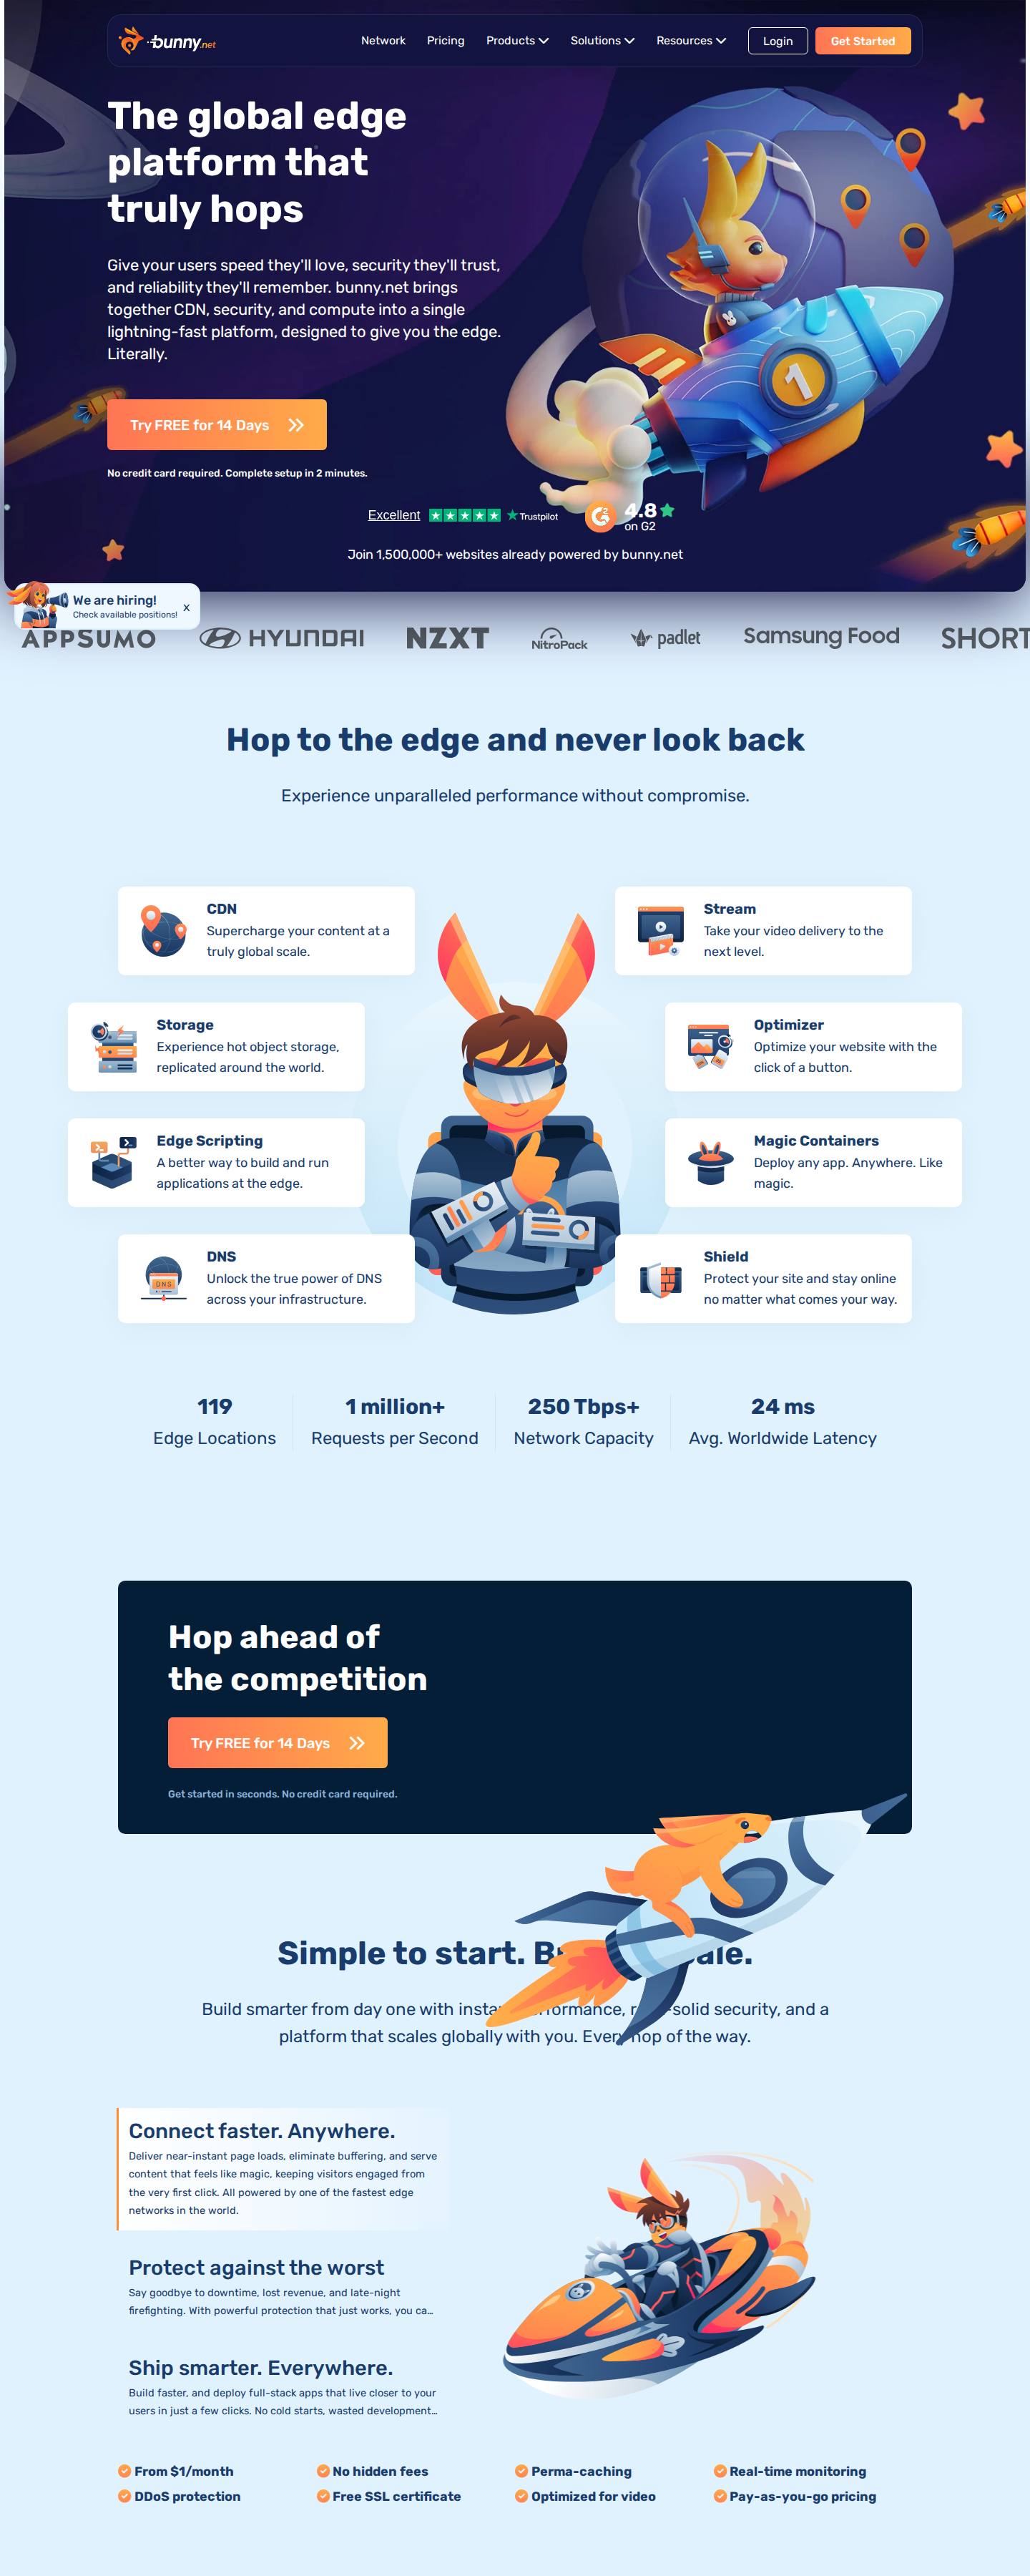 bunny.net
Network Pricing Products Solutions Resources Login Get Started
The global edge
platform that
truly hops
Give your users speed they'll love, security they'll trust,
and reliability they'll remember. bunny.net brings
together CDN, security, and compute into a single
lightning-fast platform, designed to give you the edge.
Literally.
Try FREE for 14 Days
No credit card required. Complete setup in 2 minutes.
1
Excellent Trustpilot
G2 4.8
on G2
Join 1,500,000+ websites already powered by bunny.net
We are hiring!
Check available positions!
x
APPSUMO HYUNDAI NZXT NitroPack padlet Samsung Food SHORT
Hop to the edge and never look back
Experience unparalleled performance without compromise.
CDN
Supercharge your content at a
truly global scale.
Stream
Take your video delivery to the
next level.
Storage
Experience hot object storage,
replicated around the world.
Optimizer
Optimize your website with the
click of a button.
Edge Scripting
A better way to build and run
applications at the edge.
Magic Containers
Deploy any app. Anywhere. Like
magic.
DNS
DNS
Unlock the true power of DNS
across your infrastructure.
Shield
Protect your site and stay online
no matter what comes your way.
119
Edge Locations
1 million+
Requests per Second
250 Tbps+
Network Capacity
24 ms
Avg. Worldwide Latency
Hop ahead of
the competition
Try FREE for 14 Days
Get started in seconds. No credit card required.
Simple to start.
Build smarter from day one with security, and a
platform that scales globally with you. Every hop of the way.
Connect faster. Anywhere.
Deliver near-instant page loads, eliminate buffering, and serve
content that feels like magic, keeping visitors engaged from
the very first click. All powered by one of the fastest edge
networks in the world.
Protect against the worst
Say goodbye to downtime, lost revenue, and late-night
firefighting. With powerful protection that just works, you ca…
Ship smarter. Everywhere.
Build faster, and deploy full-stack apps that live closer to your
users in just a few clicks. No cold starts, wasted development…
From $1/month No hidden fees Perma-caching Real-time monitoring
DDoS protection Free SSL certificate Optimized for video Pay-as-you-go pricing